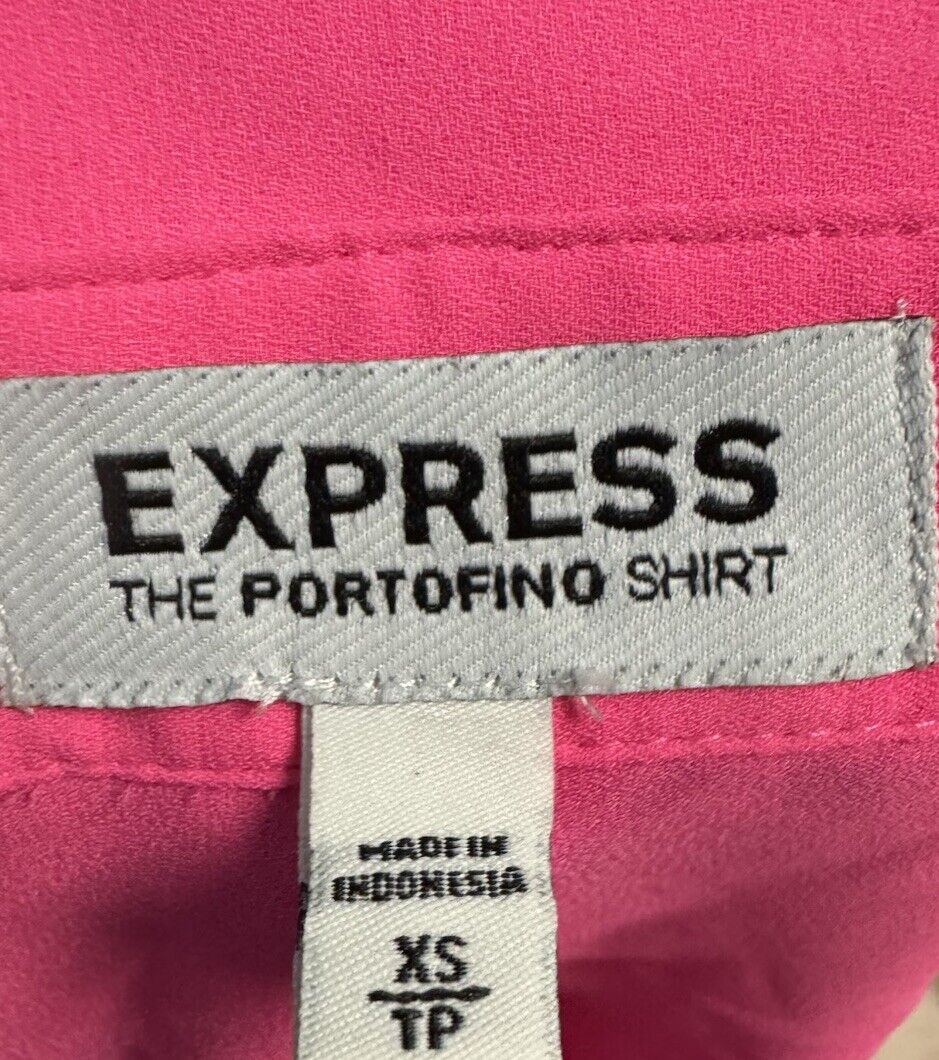 EXPRESS
THE PORTOFINO SHIRT
MADE IN
INDONESIA
XS
TP